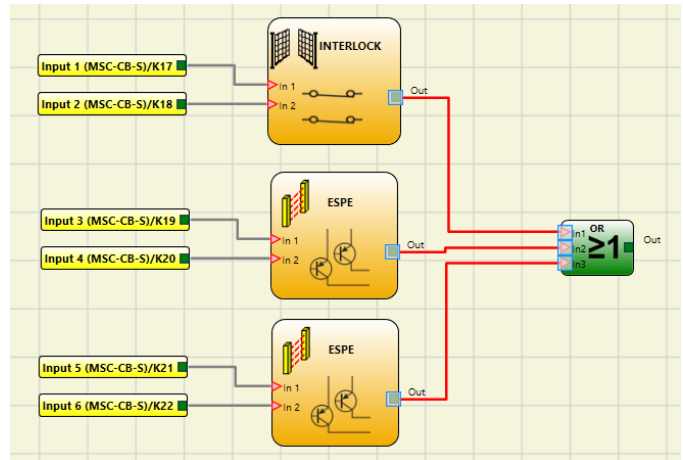 INTERLOCK
Input 1 (MSC-CB-S)/K17
In 1
Out
Input 2 (MSC-CB-S)/K18
In 2
ESPE
Input 3 (MSC-CB-S)/K19
In 1
Out
Input 4 (MSC-CB-S)/K20
In 2
OR
In1
≥1
Out
In2
In3
ESPE
Input 5 (MSC-CB-S)/K21
In 1
Out
Input 6 (MSC-CB-S)/K22
In 2